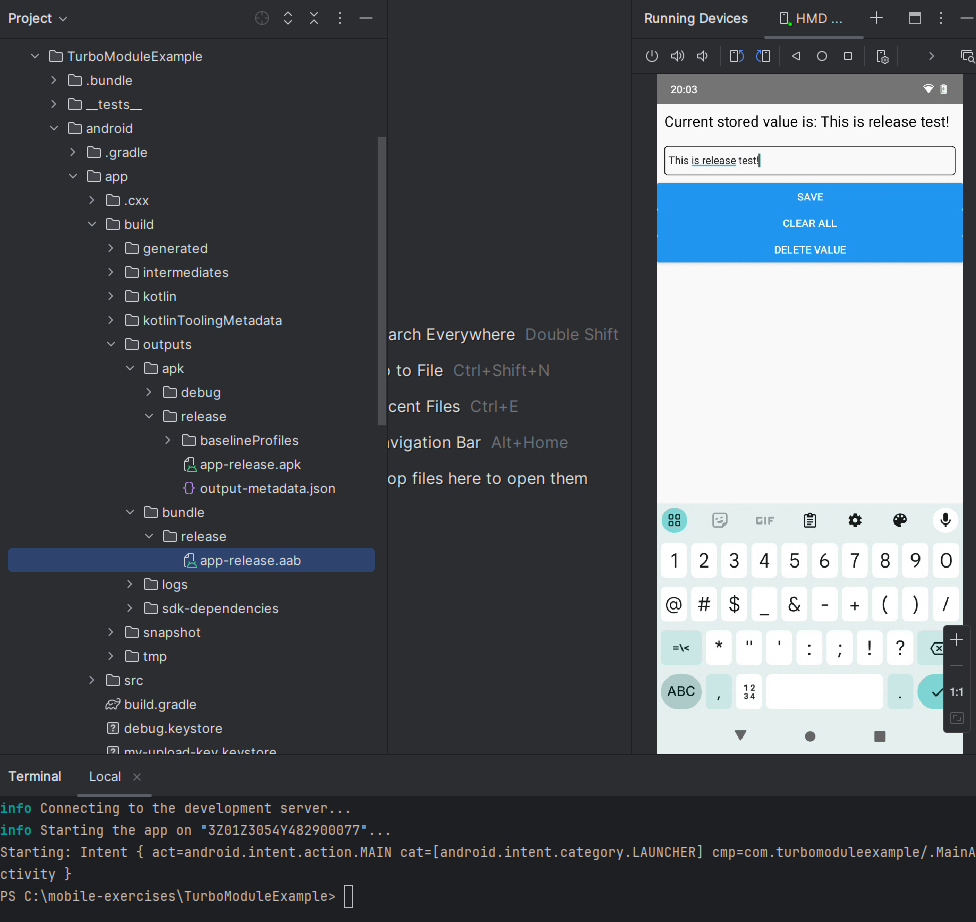 Project
TurboModuleExample
.bundle
__tests__
android
.gradle
app
.cxx
build
generated
intermediates
kotlin
kotlinToolingMetadata
outputs
apk
debug
release
baselineProfiles
app-release.apk
output-metadata.json
bundle
release
app-release.aab
logs
sdk-dependencies
snapshot
tmp
src
build.gradle
debug.keystore
my-upload-key.keystore
arch Everywhere Double Shift
to File Ctrl+Shift+N
cent Files Ctrl+E
vigation Bar Alt+Home
op files here to open them
Running Devices HMD ...
20:03
Current stored value is: This is release test!
This is release test!
SAVE
CLEAR ALL
DELETE VALUE
GIF
1 2 3 4 5 6 7 8 9 0
@ # $ _ & - + ( ) /
=\< * " ' : ; ! ?
ABC , 12 34 .
1:1
Terminal Local
info Connecting to the development server...
info Starting the app on "3Z01Z3054Y482900077"...
Starting: Intent { act=android.intent.action.MAIN cat=[android.intent.category.LAUNCHER] cmp=com.turbomoduleexample/.MainA
ctivity }
PS C:\mobile-exercises\TurboModuleExample>